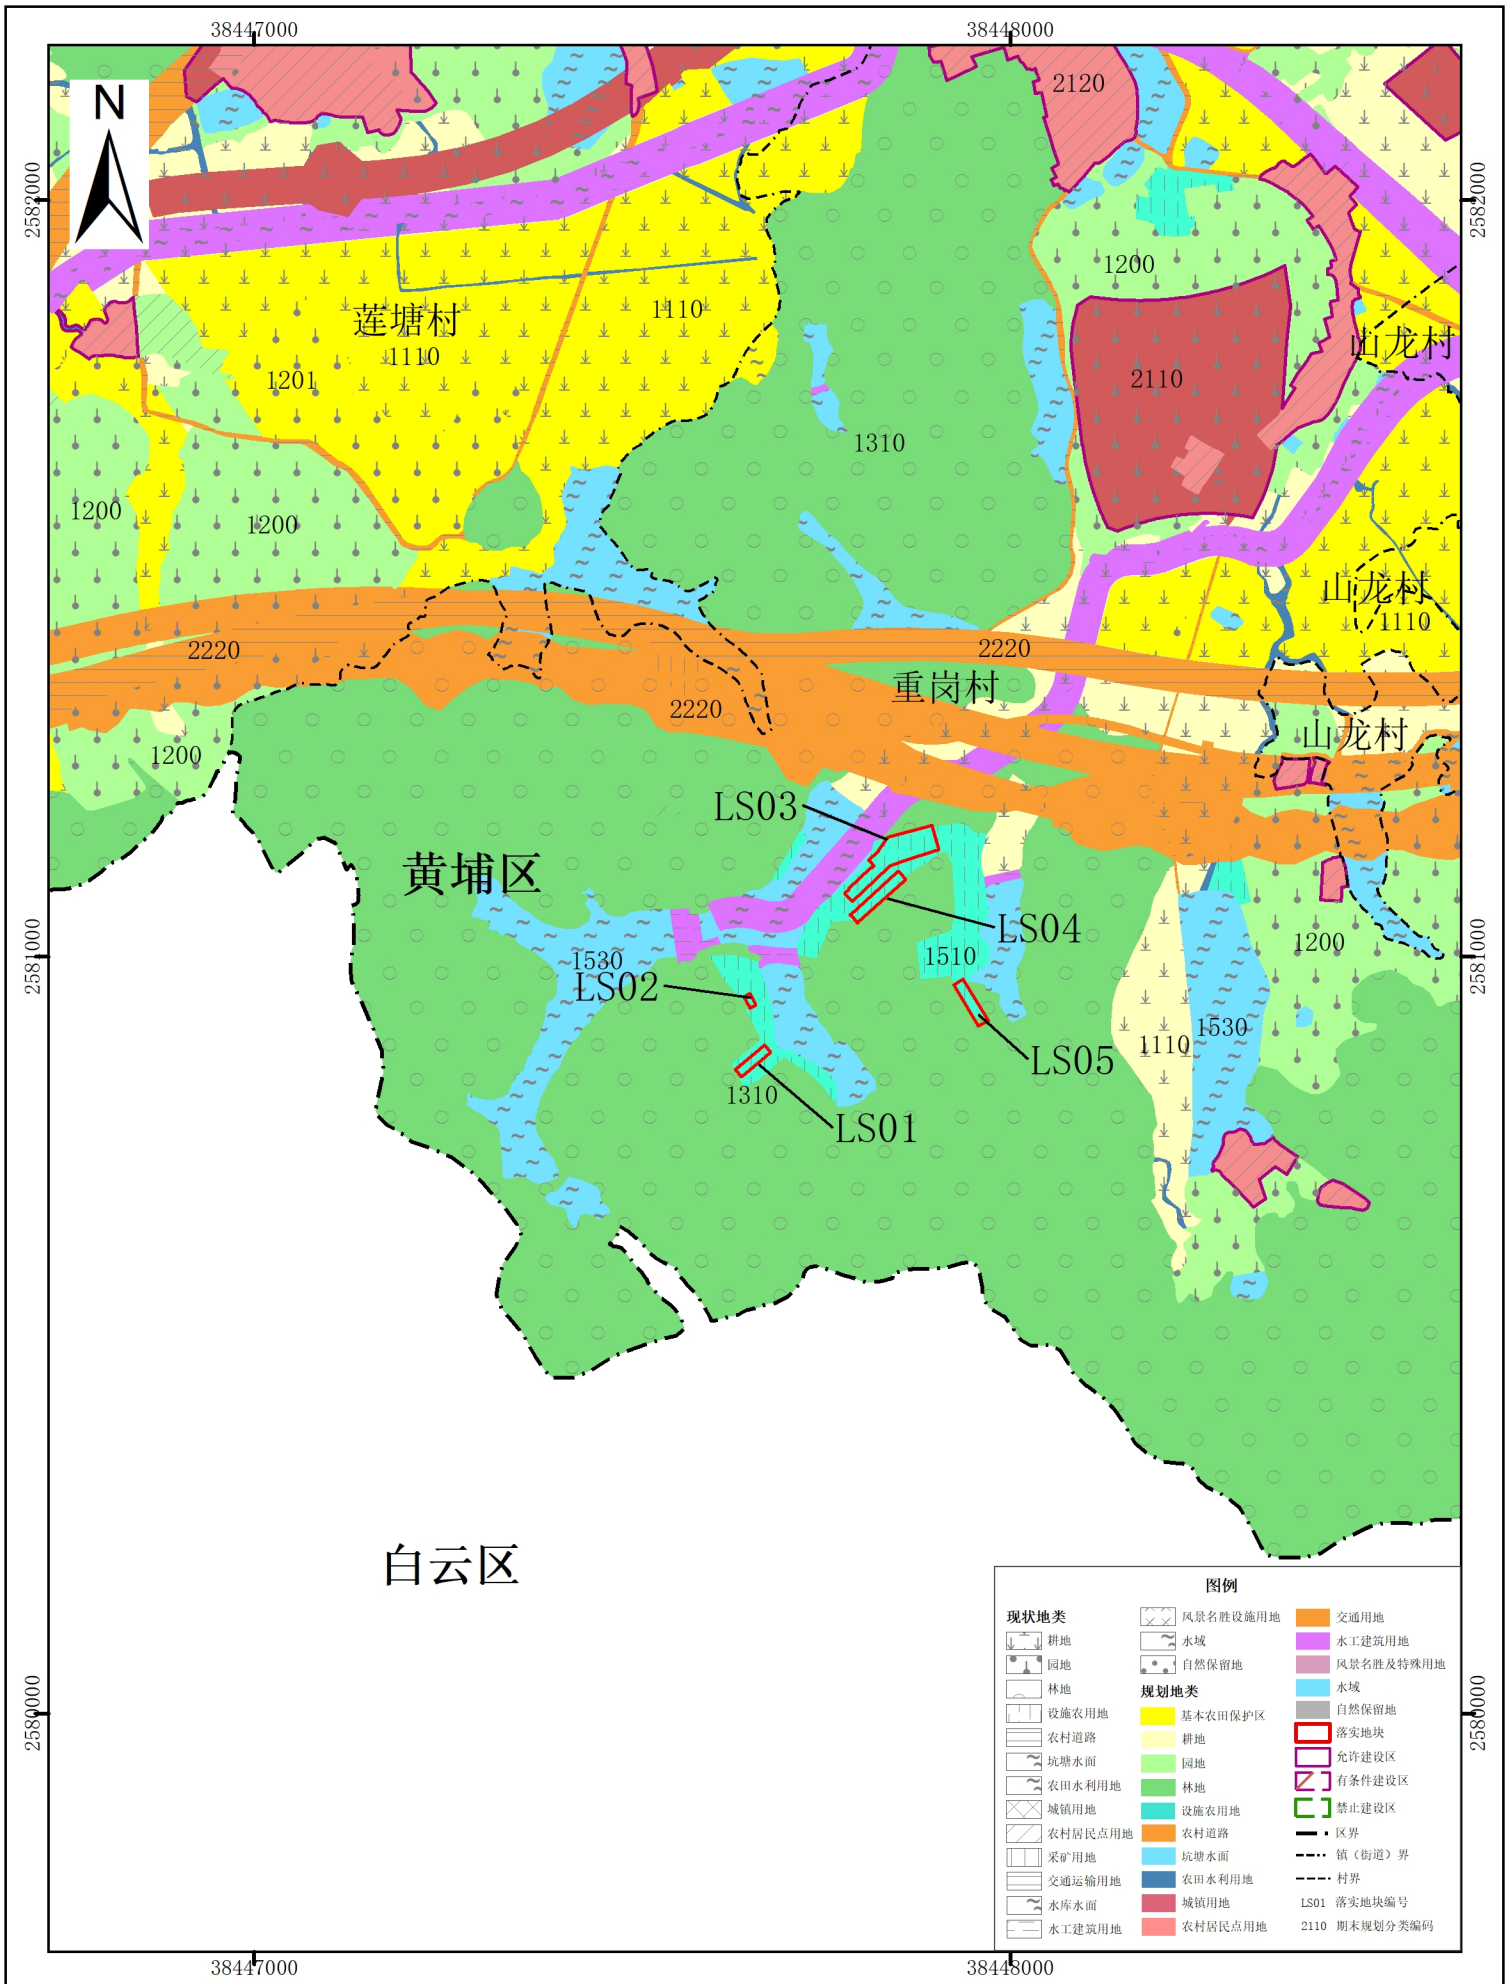 38447000
38448000
N
2582000
2582000
2120
1200
莲塘村
1110
1110
1201
山龙村
2110
1310
1200
1200
山龙村
1110
2220
2220
重岗村
2220
山龙村
1200
LS03
黄埔区
LS04
1200
1510
2581000
2581000
1530
LS02
1530
1110
LS05
1310
LS01
白云区
图例
现状地类
耕地
园地
林地
设施农用地
农村道路
坑塘水面
农田水利用地
城镇用地
农村居民点用地
采矿用地
交通运输用地
水库水面
水工建筑用地
风景名胜设施用地
水域
自然保留地
规划地类
基本农田保护区
耕地
园地
林地
设施农用地
农村道路
坑塘水面
农田水利用地
城镇用地
农村居民点用地
交通用地
水工建筑用地
风景名胜及特殊用地
水域
自然保留地
落实地块
允许建设区
有条件建设区
禁止建设区
区界
镇（街道）界
村界
LS01 落实地块编号
2110 期末规划分类编码
2580000
2580000
38447000
38448000